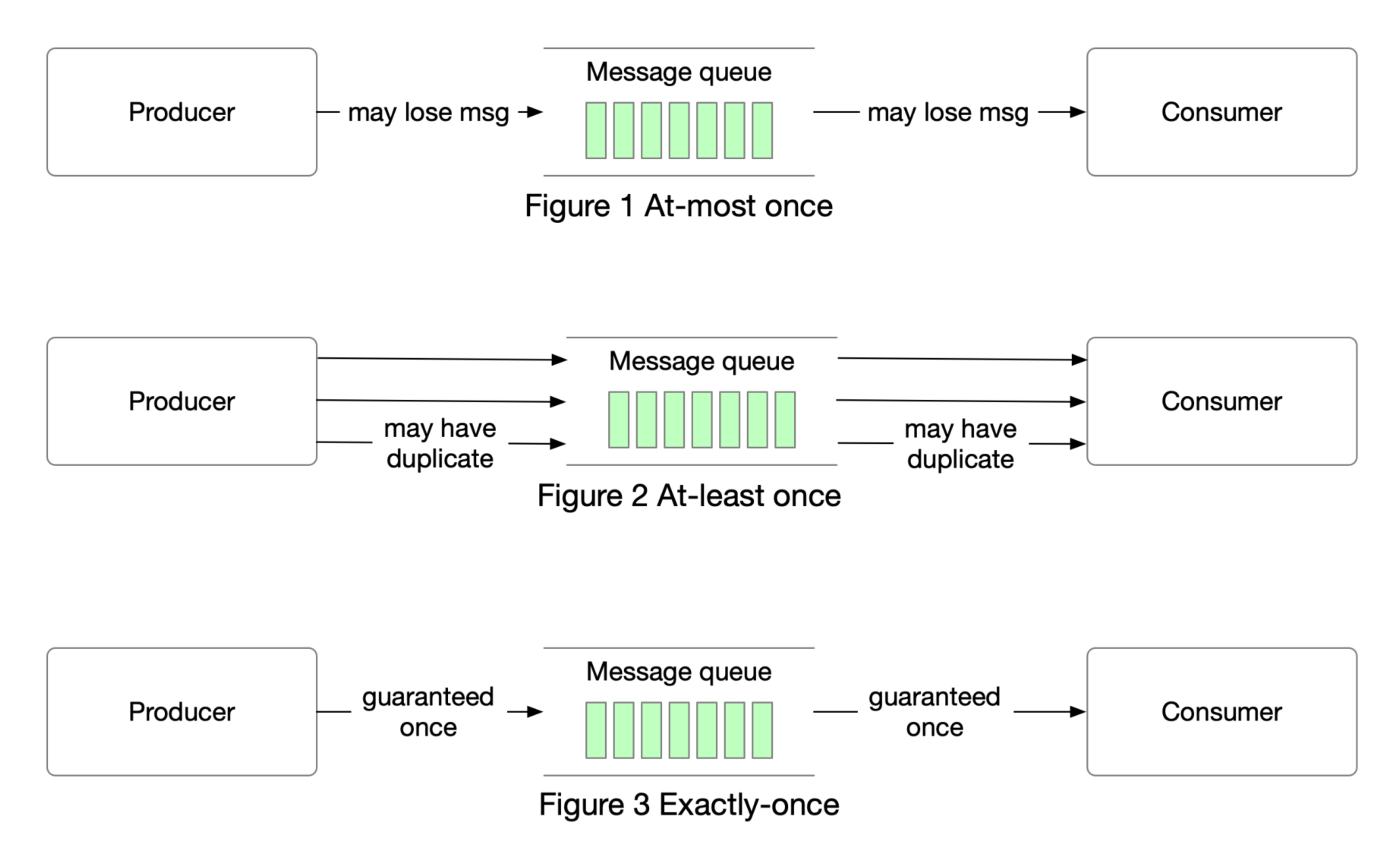 Message queue
Producer
may lose msg
may lose msg
Consumer
Figure 1 At-most once
Message queue
Producer
Consumer
may have
duplicate
may have
duplicate
Figure 2 At-least once
Message queue
Producer
guaranteed
once
guaranteed
once
Consumer
Figure 3 Exactly-once